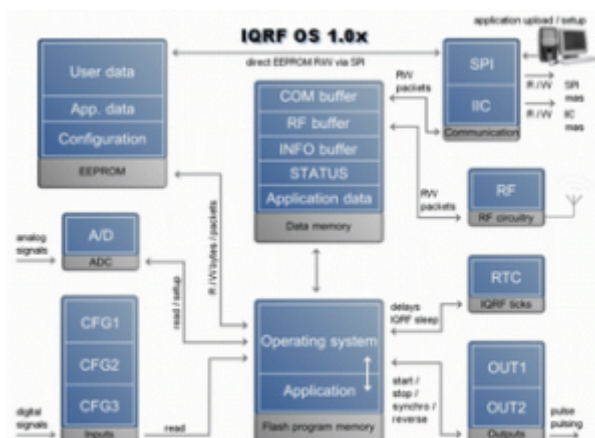 application upload / setup
IQRF OS 1.0x
direct EEPROM R/W via SPI
User data
App. data
Configuration
EEPROM
COM buffer
RF buffer
INFO buffer
STATUS
Application data
Data memory
R/W
packets
SPI
IIC
Communication
R / W
SPI
mas
R / W
IIC
mas
R/W
packets
RF
RF circuitry
analog
signals
A/D
ADC
read / setup
R / W bytes / packets
RTC
IQRF ticks
delays
IQRF sleep
Operating system
Application
Flash program memory
CFG1
CFG2
CFG3
Inputs
digital
signals
read
start /
stop /
synchro /
reverse
OUT1
OUT2
Outputs
pulse
pulsing